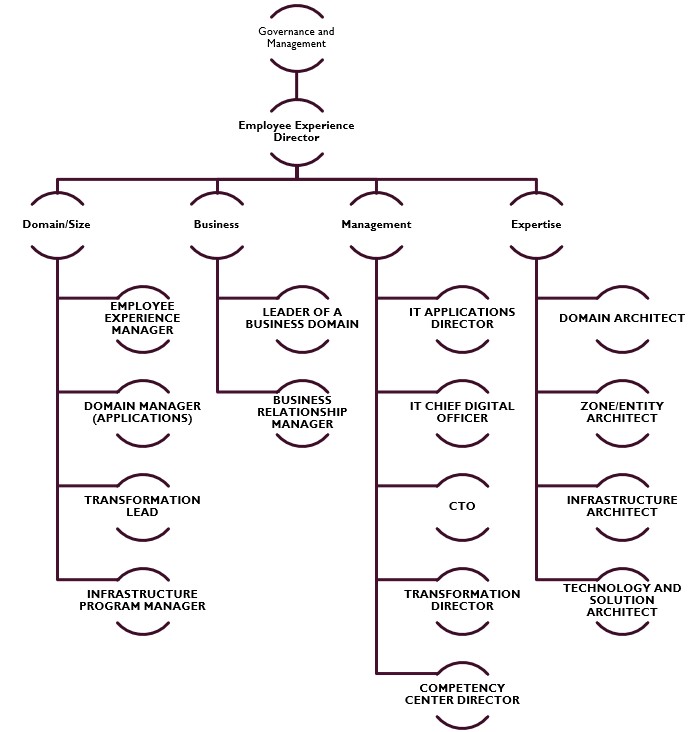 Governance and
Management
Employee Experience
Director
Domain/Size
Business
Management
Expertise
EMPLOYEE
EXPERIENCE
MANAGER
DOMAIN MANAGER
(APPLICATIONS)
TRANSFORMATION
LEAD
INFRASTRUCTURE
PROGRAM MANAGER
LEADER OF A
BUSINESS DOMAIN
BUSINESS
RELATIONSHIP
MANAGER
IT APPLICATIONS
DIRECTOR
IT CHIEF DIGITAL
OFFICER
CTO
TRANSFORMATION
DIRECTOR
COMPETENCY
CENTER DIRECTOR
DOMAIN ARCHITECT
ZONE/ENTITY
ARCHITECT
INFRASTRUCTURE
ARCHITECT
TECHNOLOGY AND
SOLUTION
ARCHITECT